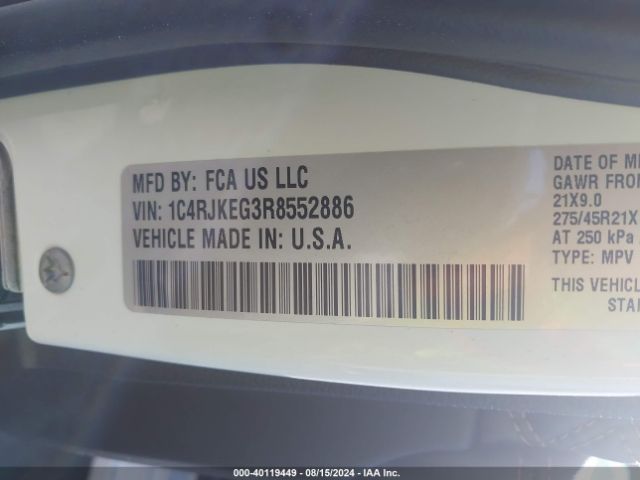 MFD BY: FCA US LLC
VIN: 1C4RJKEG3R8552886
VEHICLE MADE IN: U.S.A.
DATE OF M
GAWR FROM
21X9.0
275/45R21X
AT 250 kPa
TYPE: MPV
THIS VEHICL
STA
000-40119449 - 08/15/2024 - IAA Inc.